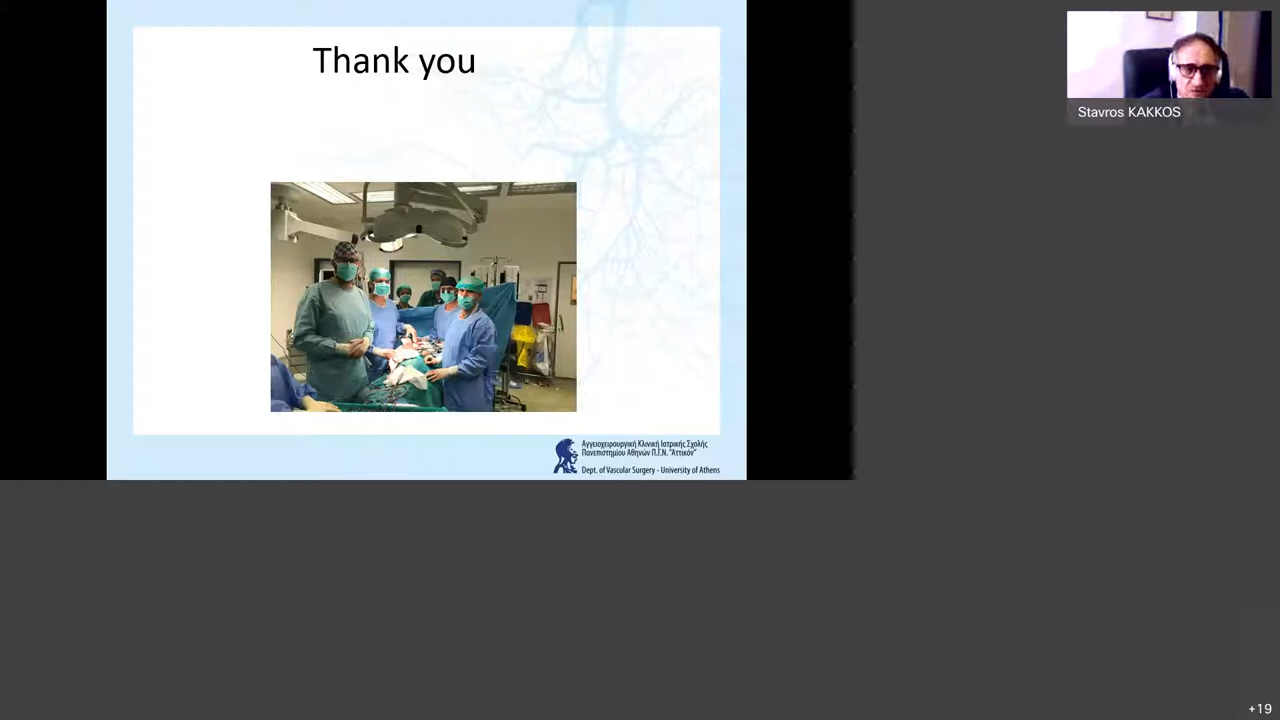 Thank you
Stavros KAKKOS
Αγγειοχειρουργική Κλινική Ιατρικής Σχολής
Πανεπιστημίου Αθηνών Π.Γ.Ν. "Αττικόν"
Dept. of Vascular Surgery - University of Athens
+19